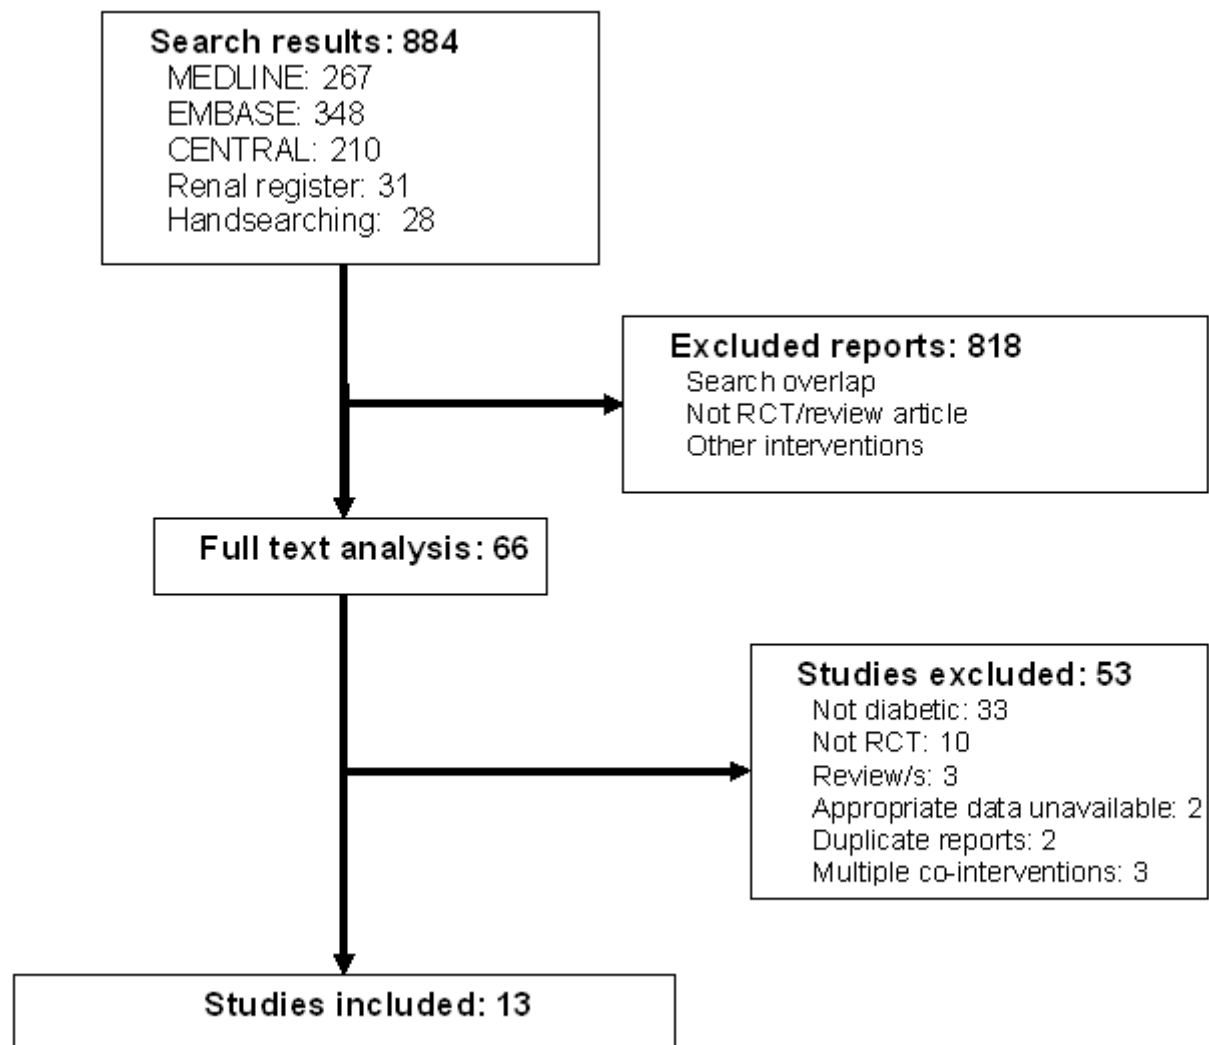 Search results: 884
MEDLINE: 267
EMBASE: 348
CENTRAL: 210
Renal register: 31
Handsearching: 28
Excluded reports: 818
Search overlap
Not RCT/review article
Other interventions
Full text analysis: 66
Studies excluded: 53
Not diabetic: 33
Not RCT: 10
Review/s: 3
Appropriate data unavailable: 2
Duplicate reports: 2
Multiple co-interventions: 3
Studies included: 13